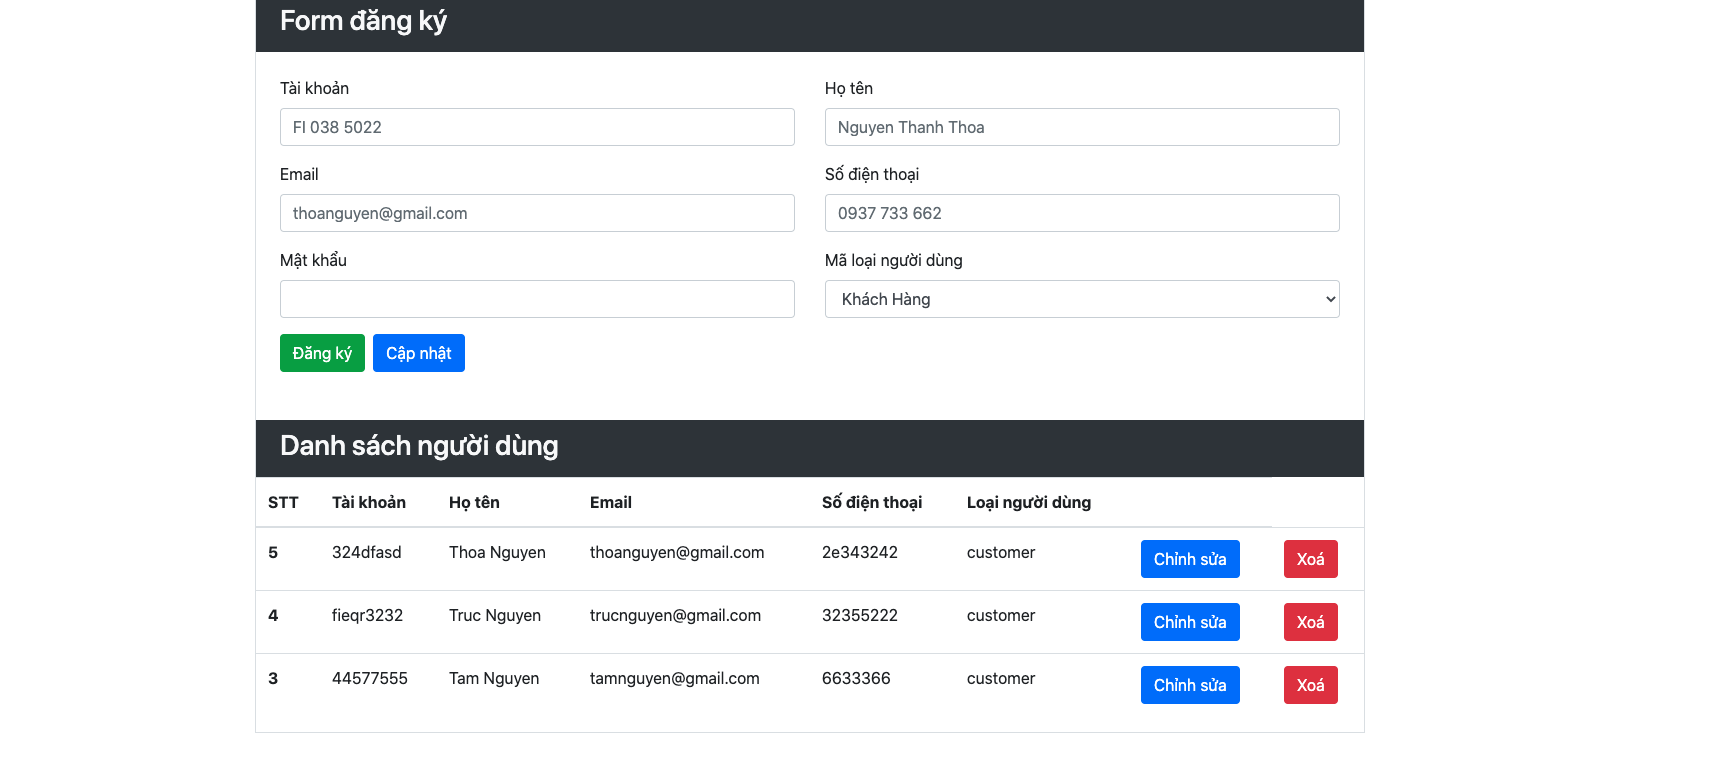 Form đăng ký
Tài khoản Họ tên
FI 038 5022 Nguyen Thanh Thoa
Email Số điện thoại
thoanguyen@gmail.com 0937 733 662
Mật khẩu Mã loại người dùng
Khách Hàng
Đăng ký Cập nhật
Danh sách người dùng
STT Tài khoản Họ tên Email Số điện thoại Loại người dùng
5 324dfasd Thoa Nguyen thoanguyen@gmail.com 2e343242 customer Chỉnh sửa Xoá
4 fieqr3232 Truc Nguyen trucnguyen@gmail.com 32355222 customer Chỉnh sửa Xoá
3 44577555 Tam Nguyen tamnguyen@gmail.com 6633366 customer Chỉnh sửa Xoá